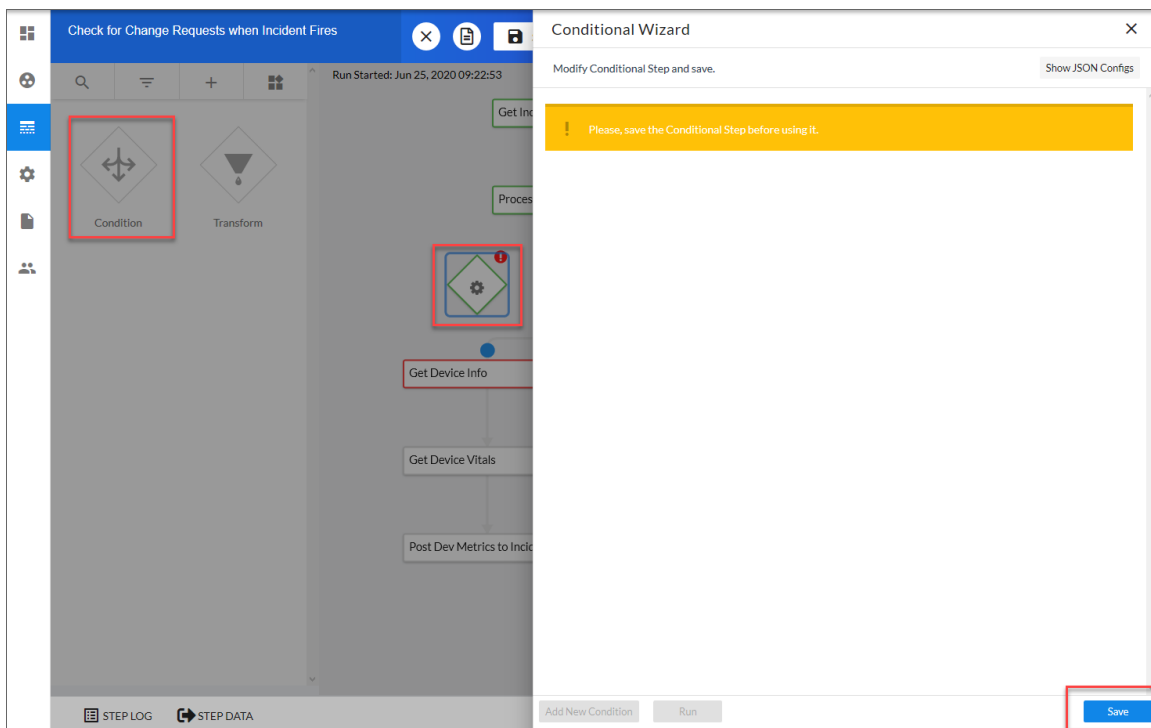 Check for Change Requests when Incident Fires
Conditional Wizard
Modify Conditional Step and save.
Show JSON Configs
Run Started: Jun 25, 2020 09:22:53
Please, save the Conditional Step before using it.
Get Inc
Proces
Condition
Transform
Get Device Info
Get Device Vitals
Post Dev Metrics to Incid
STEP LOG
STEP DATA
Add New Condition
Run
Save